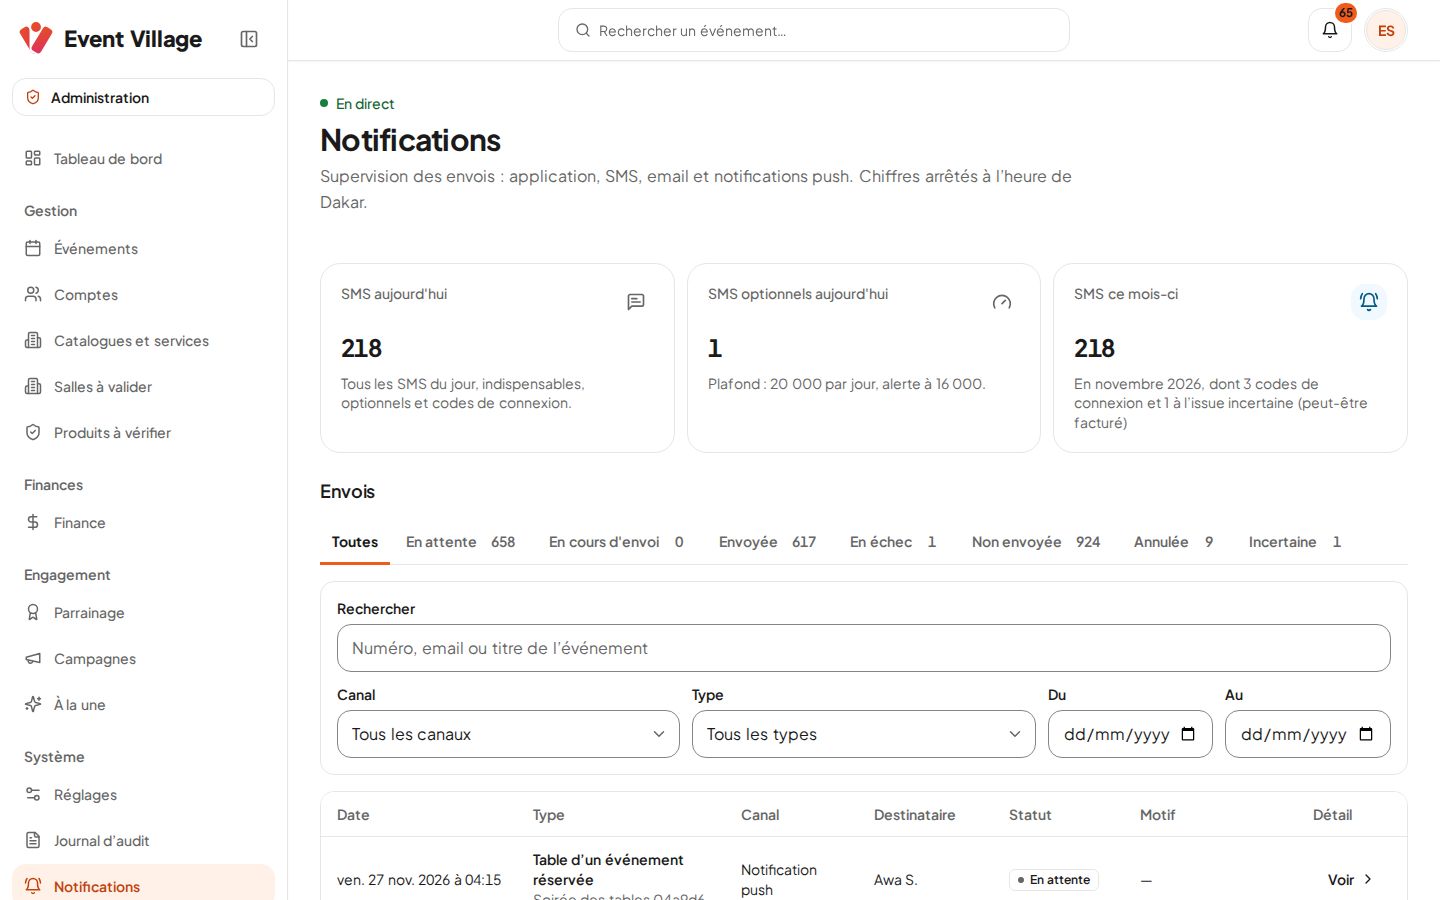 Event Village
Rechercher un événement…
65
ES
Administration
Tableau de bord
Gestion
Événements
Comptes
Catalogues et services
Salles à valider
Produits à vérifier
Finances
Finance
Engagement
Parrainage
Campagnes
À la une
Système
Réglages
Journal d’audit
Notifications
En direct
Notifications
Supervision des envois : application, SMS, email et notifications push. Chiffres arrêtés à l’heure de
Dakar.
SMS aujourd'hui
218
Tous les SMS du jour, indispensables,
optionnels et codes de connexion.
SMS optionnels aujourd'hui
1
Plafond : 20 000 par jour, alerte à 16 000.
SMS ce mois-ci
218
En novembre 2026, dont 3 codes de
connexion et 1 à l’issue incertaine (peut-être
facturé)
Envois
Toutes En attente 658 En cours d'envoi 0 Envoyée 617 En échec 1 Non envoyée 924 Annulée 9 Incertaine 1
Rechercher
Numéro, email ou titre de l’événement
Canal Type Du Au
Tous les canaux Tous les types dd/mm/yyyy dd/mm/yyyy
Date Type Canal Destinataire Statut Motif Détail
ven. 27 nov. 2026 à 04:15
Table d’un événement
réservée
Soirée des tables 04a9d6
Notification
push
Awa S.
En attente
—
Voir